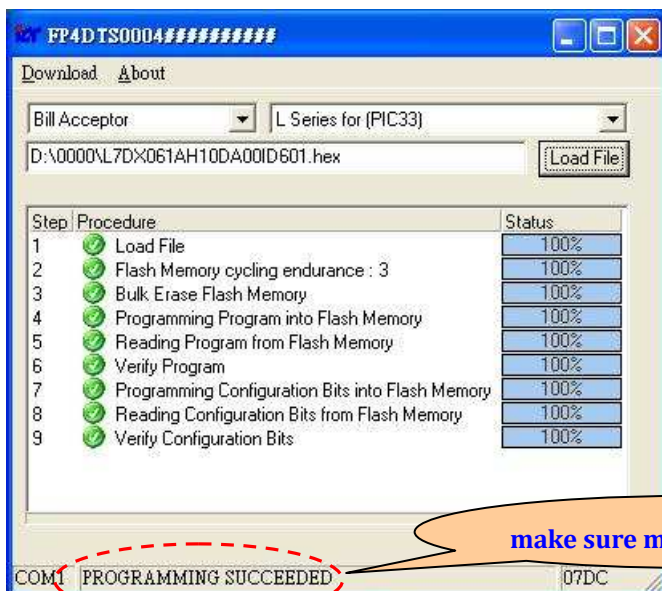 FP4DTS0004##########
Download About
Bill Acceptor L Series for (PIC33)
D:\0000\L7DX061AH10DA00ID601.hex Load File
Step Procedure Status
1 Load File 100%
2 Flash Memory cycling endurance : 3 100%
3 Bulk Erase Flash Memory 100%
4 Programming Program into Flash Memory 100%
5 Reading Program from Flash Memory 100%
6 Verify Program 100%
7 Programming Configuration Bits into Flash Memory 100%
8 Reading Configuration Bits from Flash Memory 100%
9 Verify Configuration Bits 100%
make sure m
COM1 PROGRAMMING SUCCEEDED 07DC